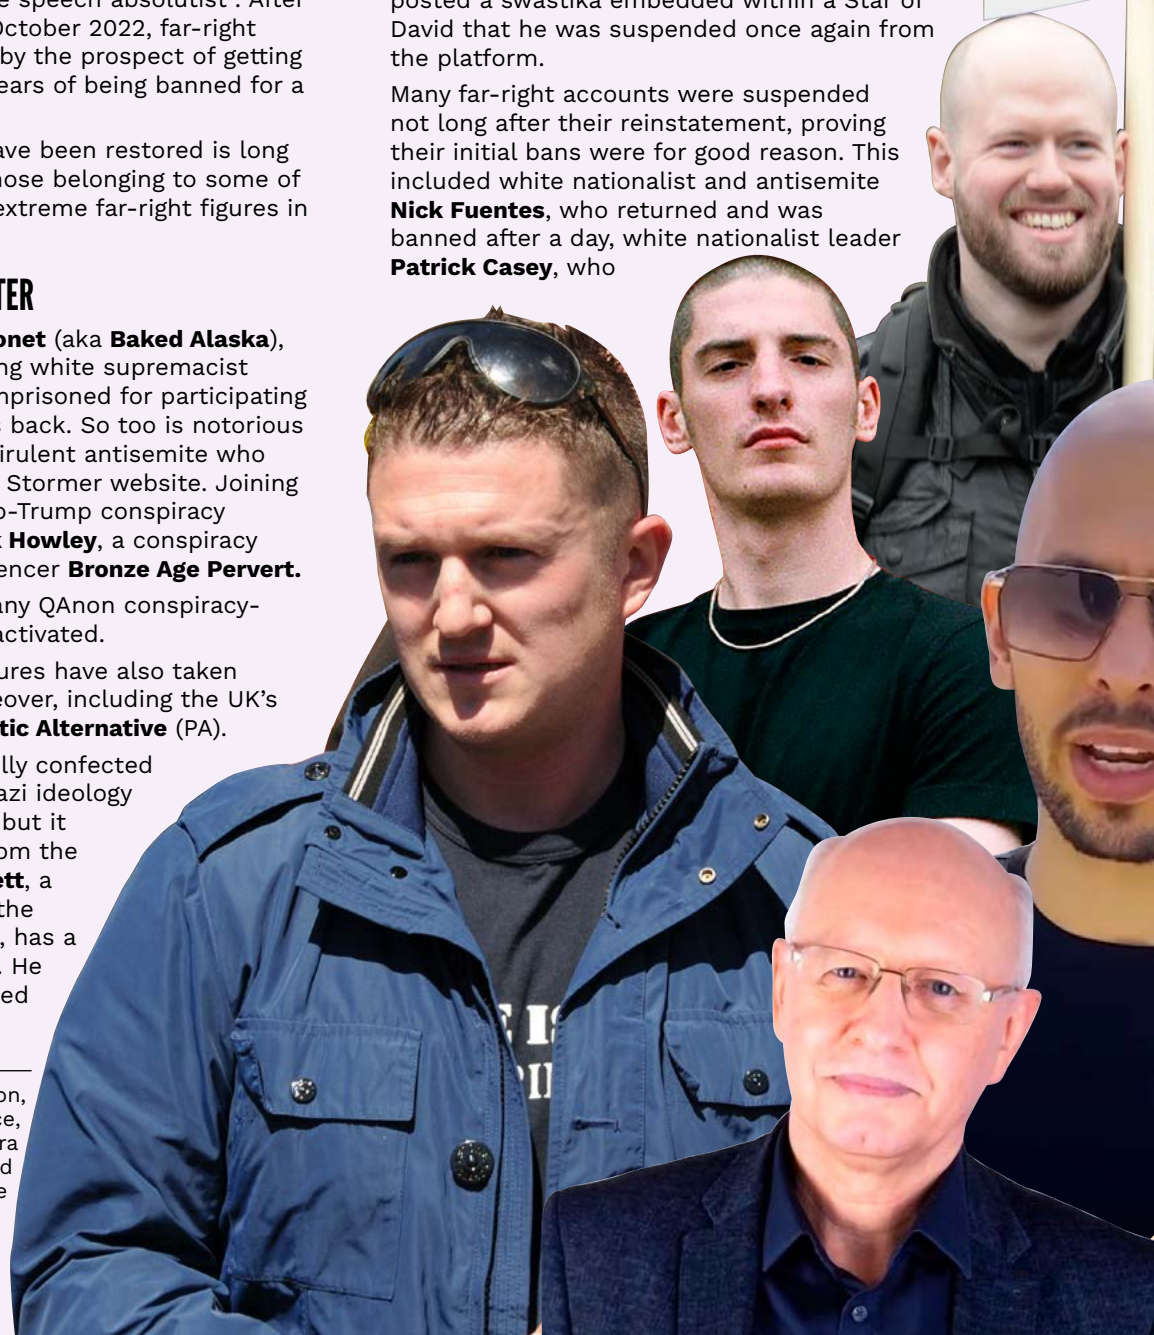 e speech absolutist”. After
October 2022, far-right
by the prospect of getting
ears of being banned for a
ave been restored is long
hose belonging to some of
extreme far-right figures in
TER
onet (aka Baked Alaska),
ng white supremacist
mprisoned for participating
s back. So too is notorious
irulent antisemite who
Stormer website. Joining
o-Trump conspiracy
k Howley, a conspiracy
encer Bronze Age Pervert.
any QAnon conspiracy-
activated.
ures have also taken
eover, including the UK’s
tic Alternative (PA).
lly confected
azi ideology
but it
om the
ett, a
the
, has a
. He
ed
on,
ce,
ra
d
e
posted a swastika embedded within a Star of
David that he was suspended once again from
the platform.
Many far-right accounts were suspended
not long after their reinstatement, proving
their initial bans were for good reason. This
included white nationalist and antisemite
Nick Fuentes, who returned and was
banned after a day, white nationalist leader
Patrick Casey, who